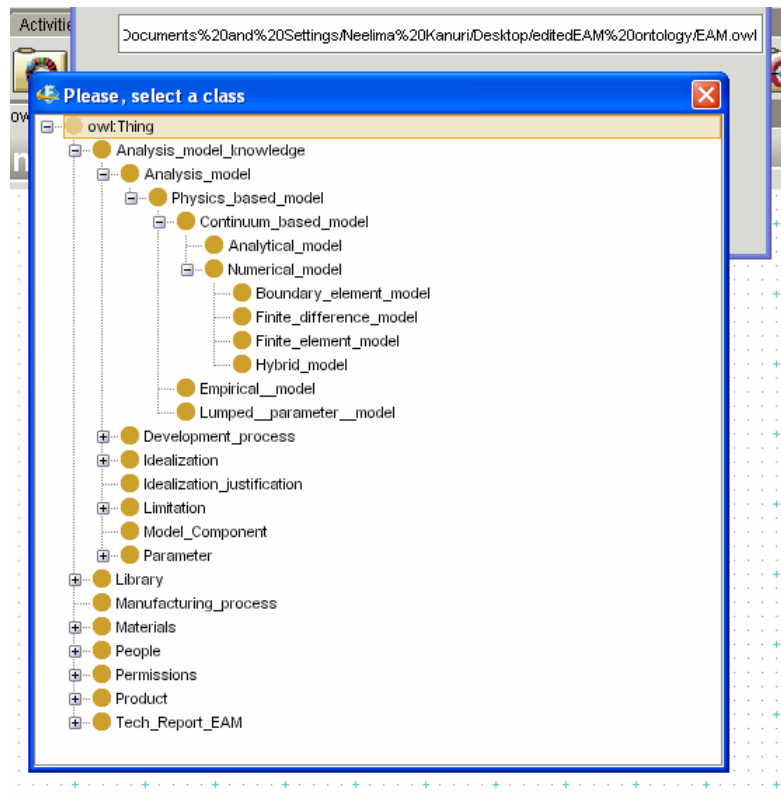 Activitie
Documents%20and%20Settings/Neelima%20Kanuri/Desktop/editedEAM%20ontology/EAM.owl
Please, select a class
owl:Thing
Analysis_model_knowledge
Analysis_model
Physics_based_model
Continuum_based_model
Analytical_model
Numerical_model
Boundary_element_model
Finite_difference_model
Finite_element_model
Hybrid_model
Empirical__model
Lumped__parameter__model
Development_process
Idealization
Idealization_justification
Limitation
Model_Component
Parameter
Library
Manufacturing_process
Materials
People
Permissions
Product
Tech_Report_EAM